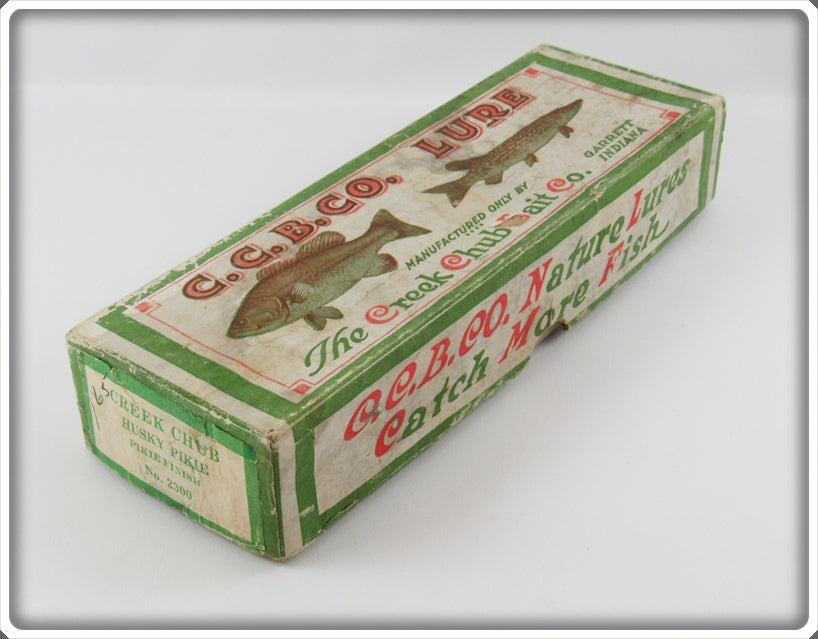 C.C.B.CO. LURE
MANUFACTURED ONLY BY
The Creek Chub Bait Co.
GARRETT
INDIANA
C.C.B.CO. Nature Lures
Catch More Fish
CREEK CHUB
HUSKY PIKIE
PIKIE FINISH
No. 2300